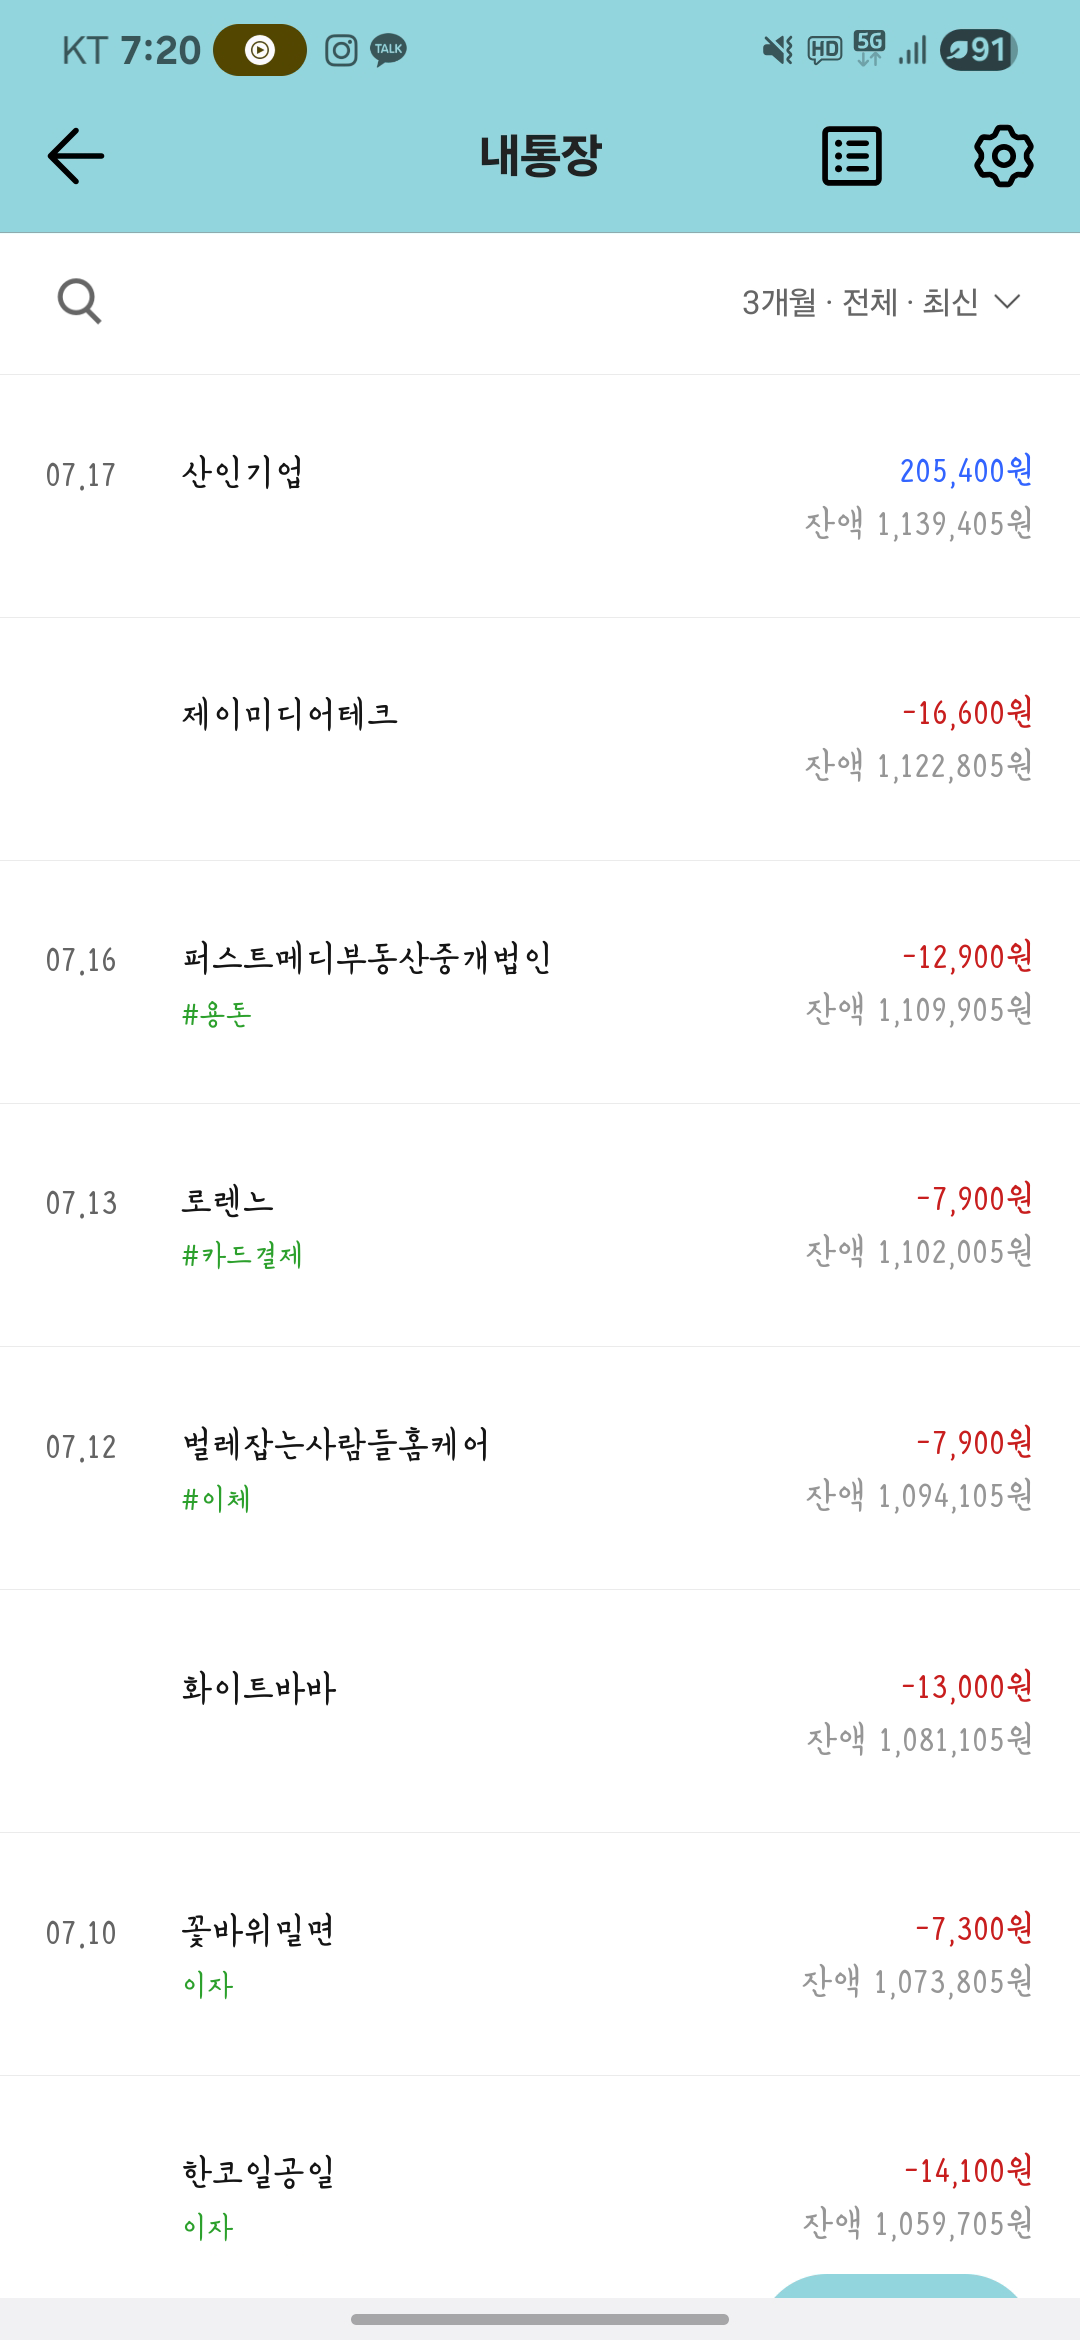 KT 7:20 TALK HD 5G 91
내통장
3개월 · 전체 · 최신
07.17 산인기업 205,400원
잔액 1,139,405원
제이미디어테크 -16,600원
잔액 1,122,805원
07.16 퍼스트메디부동산중개법인 -12,900원
#용돈 잔액 1,109,905원
07.13 로렌느 -7,900원
#카드결제 잔액 1,102,005원
07.12 벌레잡는사람들홈케어 -7,900원
#이체 잔액 1,094,105원
화이트바바 -13,000원
잔액 1,081,105원
07.10 꽃바위밀면 -7,300원
이자 잔액 1,073,805원
한코일공일 -14,100원
이자 잔액 1,059,705원